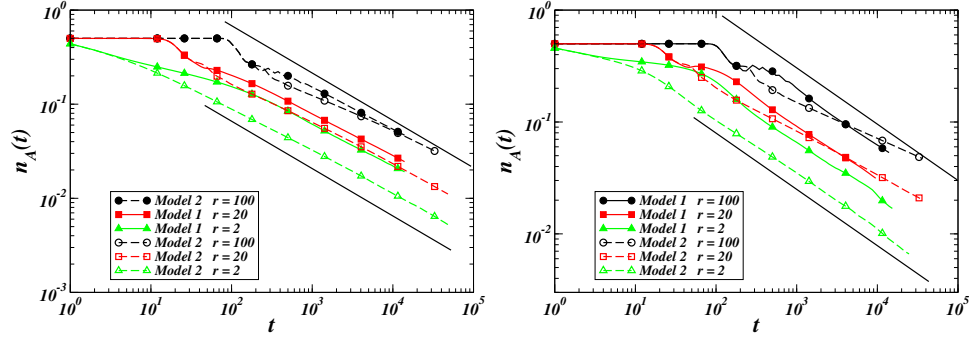 10^0
10^-1
10^-2
10^-3
n_A(t)
Model 2 r = 100
Model 1 r = 20
Model 1 r = 2
Model 2 r = 100
Model 2 r = 20
Model 2 r = 2
10^0 10^1 10^2 10^3 10^4 10^5
t
10^0
10^-1
10^-2
n_A(t)
Model 1 r = 100
Model 1 r = 20
Model 1 r = 2
Model 2 r = 100
Model 2 r = 20
Model 2 r = 2
10^0 10^1 10^2 10^3 10^4 10^5
t